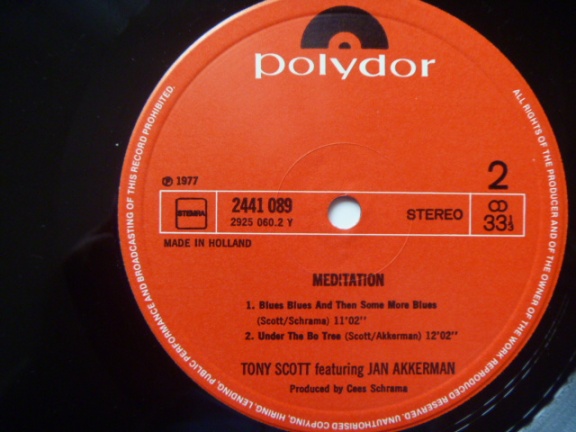 polydor
℗ 1977
2
STEMRA
2441 089
2925 060.2 Y
STEREO
33⅓
MADE IN HOLLAND
MEDITATION
1. Blues Blues And Then Some More Blues
(Scott/Schrama) 11'02''
2. Under The Bo Tree (Scott/Akkerman) 12'02''
TONY SCOTT featuring JAN AKKERMAN
Produced by Cees Schrama
ALL RIGHTS OF THE PRODUCER AND OF THE OWNER OF THE WORK REPRODUCED RESERVED. UNAUTHORISED COPYING, HIRING, LENDING, PUBLIC PERFORMANCE AND BROADCASTING OF THIS RECORD PROHIBITED.